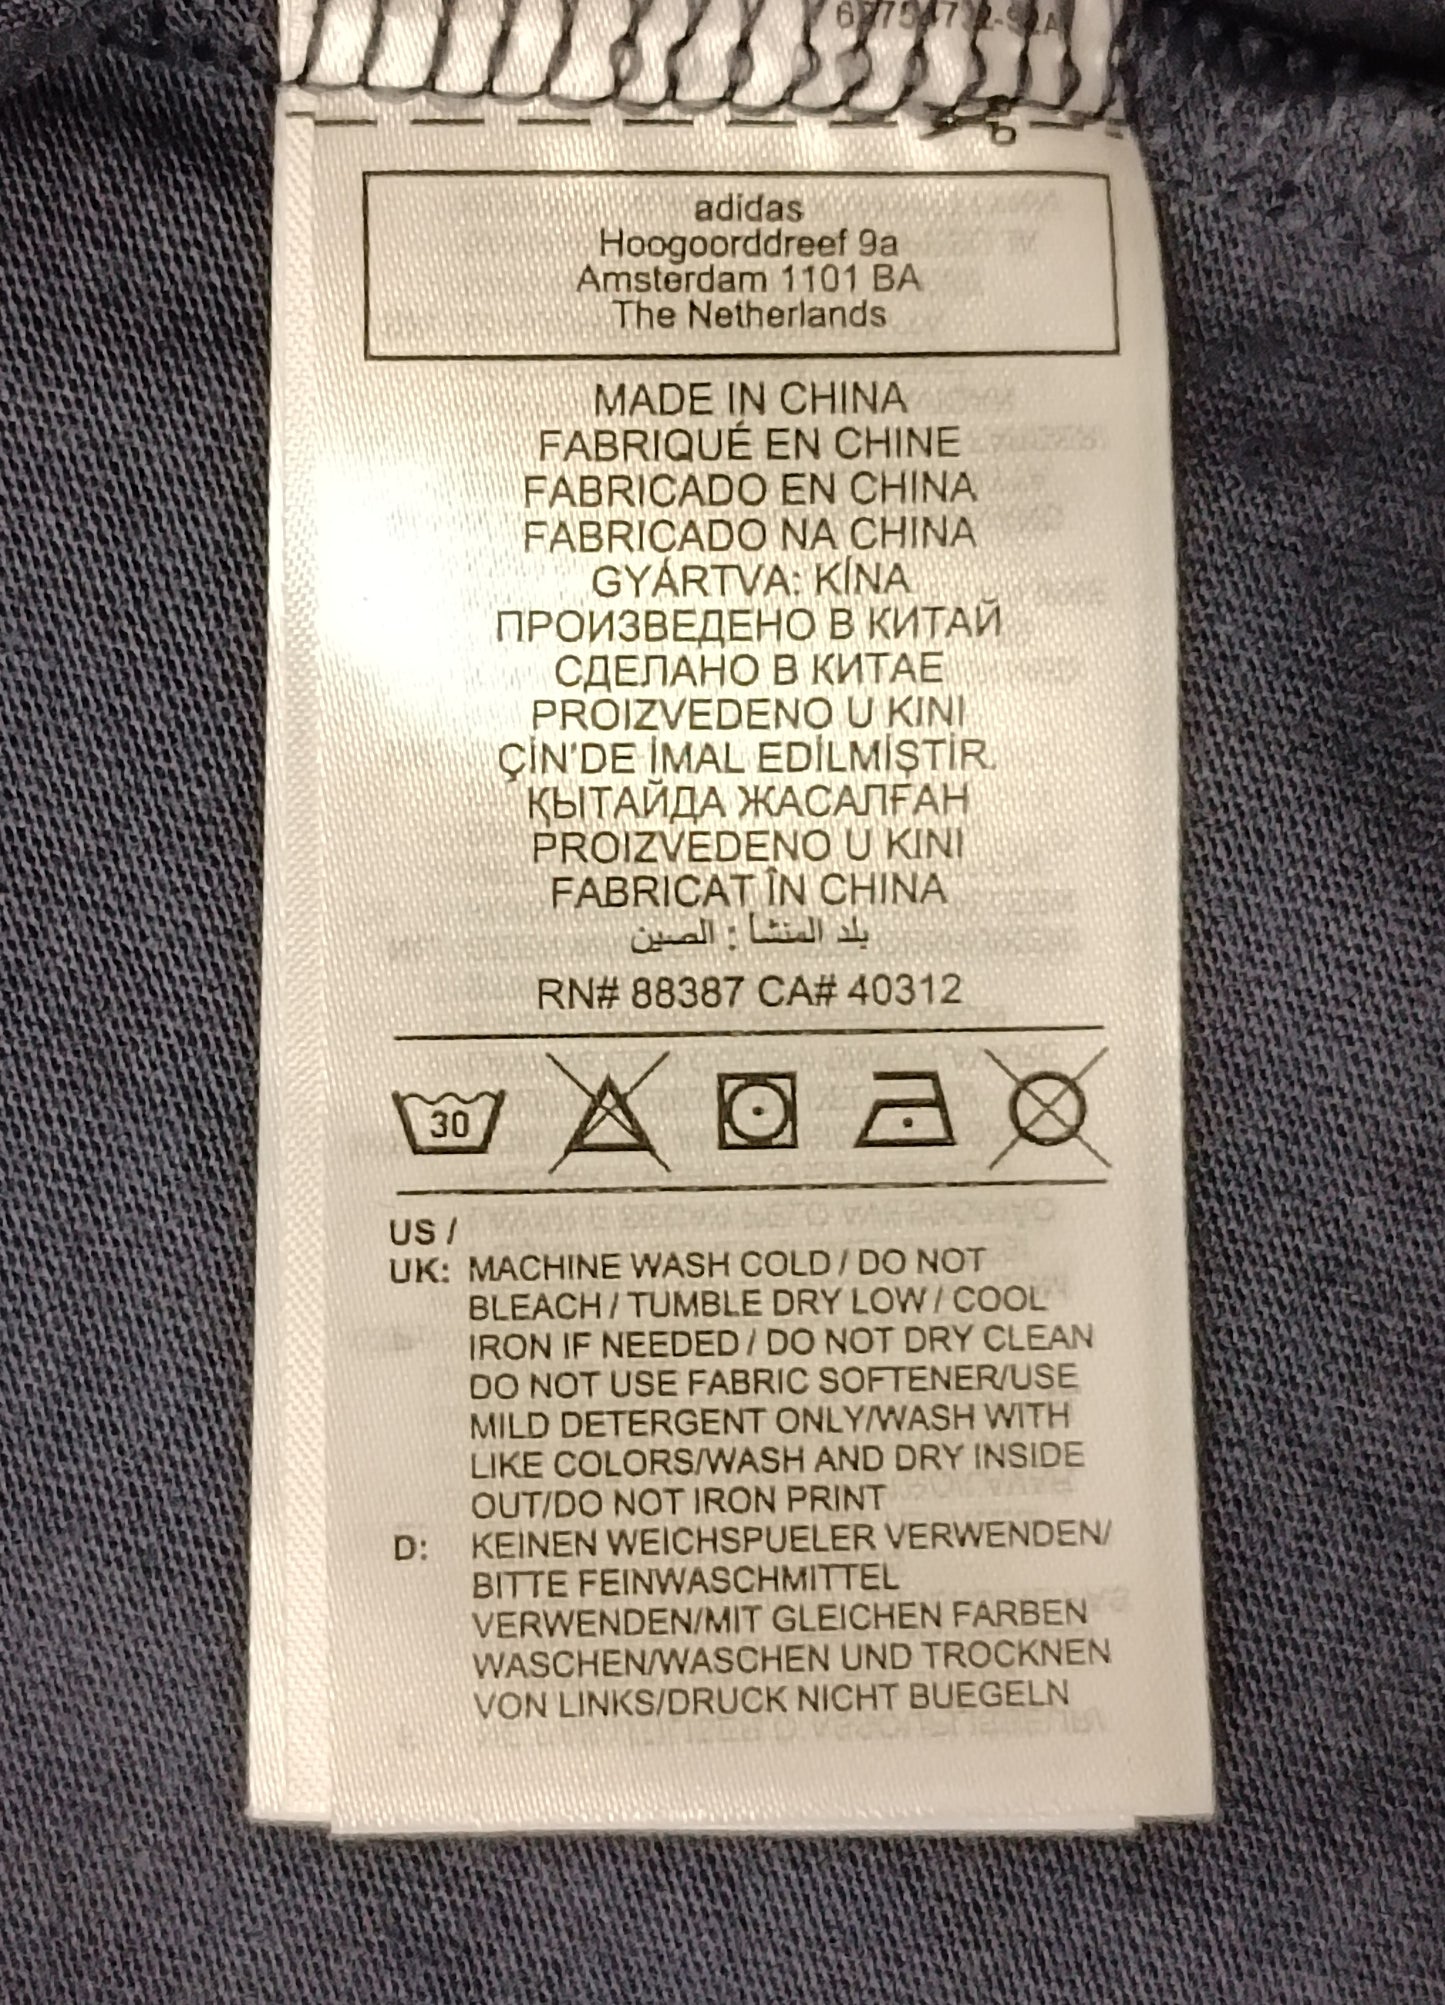 adidas
Hoogoorddreef 9a
Amsterdam 1101 BA
The Netherlands
MADE IN CHINA
FABRIQUÉ EN CHINE
FABRICADO EN CHINA
FABRICADO NA CHINA
GYÁRTVA: KÍNA
ПРОИЗВЕДЕНО В КИТАЙ
СДЕЛАНО В КИТАЕ
PROIZVEDENO U KINI
ÇİN'DE İMAL EDİLMİŞTİR.
ҚЫТАЙДА ЖАСАЛҒАН
PROIZVEDENO U KINI
FABRICAT ÎN CHINA
بلد المنشأ : الصين
RN# 88387 CA# 40312
30
US /
UK: MACHINE WASH COLD / DO NOT
BLEACH / TUMBLE DRY LOW / COOL
IRON IF NEEDED / DO NOT DRY CLEAN
DO NOT USE FABRIC SOFTENER/USE
MILD DETERGENT ONLY/WASH WITH
LIKE COLORS/WASH AND DRY INSIDE
OUT/DO NOT IRON PRINT
D: KEINEN WEICHSPUELER VERWENDEN/
BITTE FEINWASCHMITTEL
VERWENDEN/MIT GLEICHEN FARBEN
WASCHEN/WASCHEN UND TROCKNEN
VON LINKS/DRUCK NICHT BUEGELN